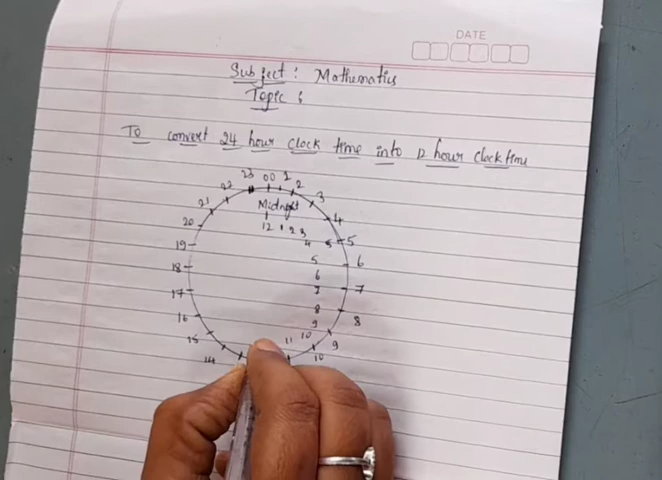 DATE
Subject : Mathematics
Topic :
To convert 24 hour clock time into 12 hour clock time
23 00 1
22 2
21 Midnight 3
20 12 1 2 3 4
19 4 5 5
18 5 6
17 6 7 7
16 8 8
15 9 10 9
14 11 10